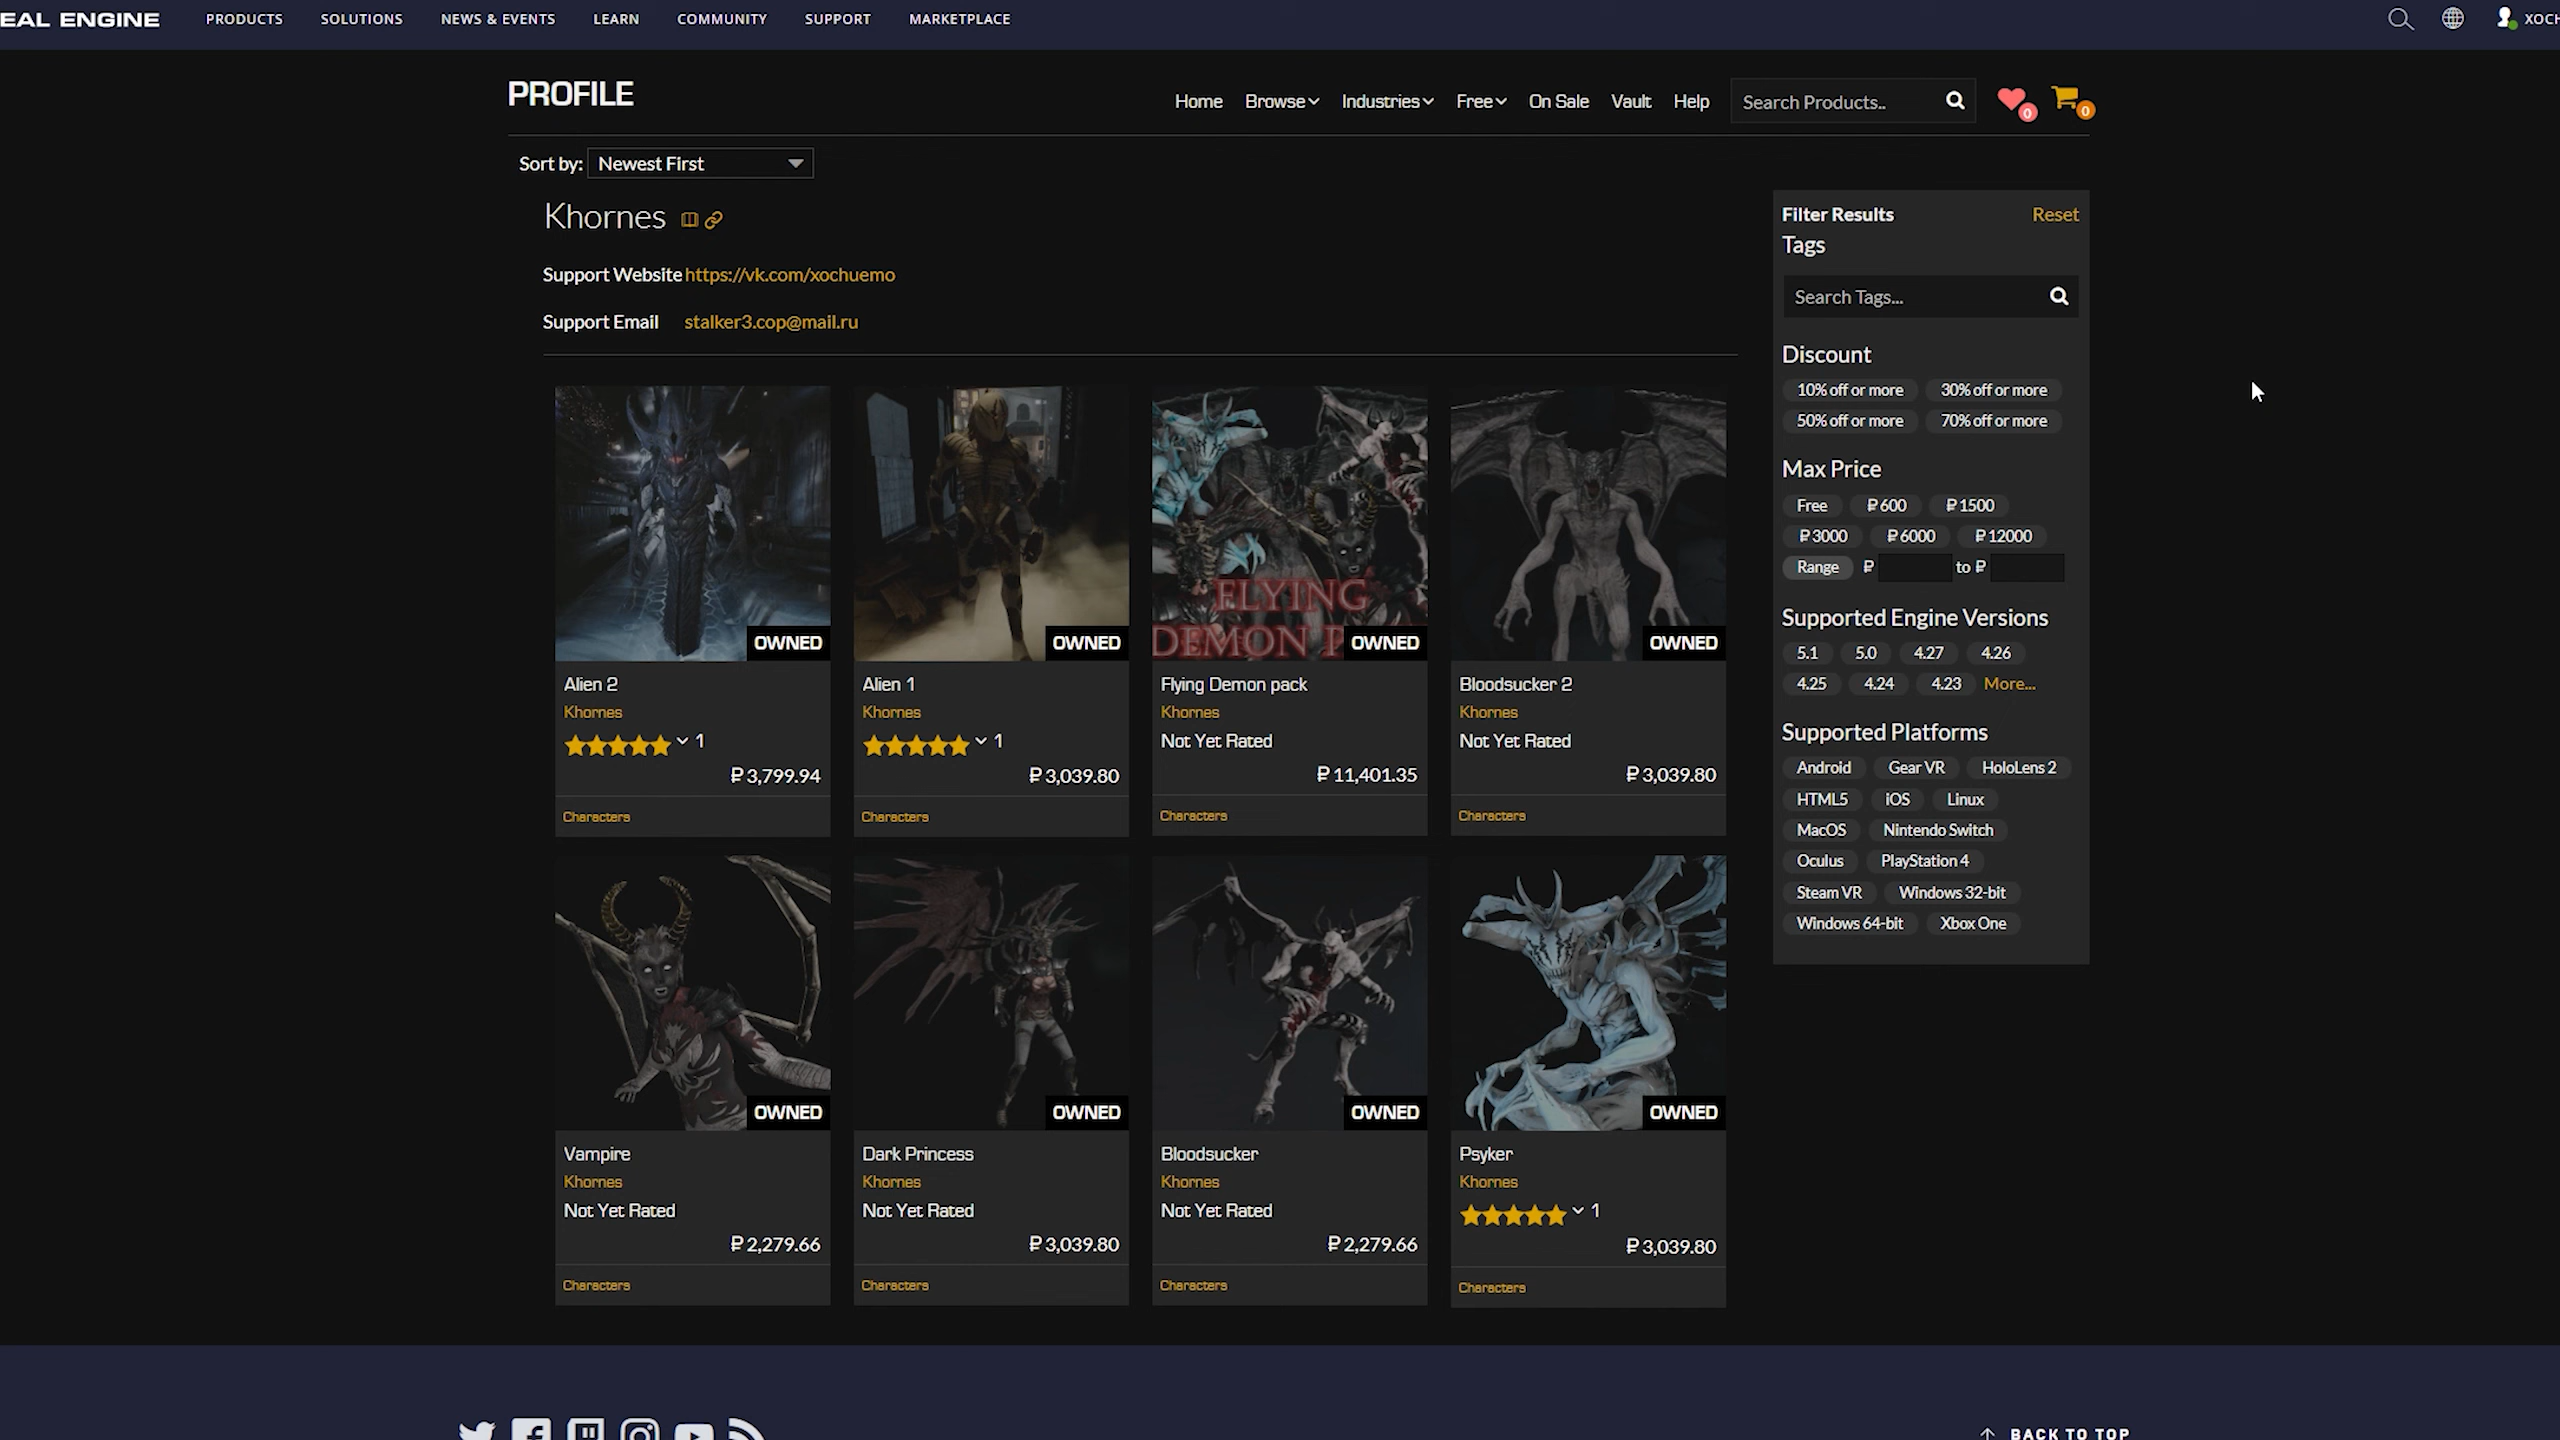 EAL ENGINE PRODUCTS SOLUTIONS NEWS & EVENTS LEARN COMMUNITY SUPPORT MARKETPLACE XOCH
PROFILE Home Browse Industries Free On Sale Vault Help Search Products.. 0 0
Sort by: Newest First
Khornes
Support Website https://vk.com/xochuemo
Support Email stalker3.cop@mail.ru
FLYING
DEMON P
OWNED OWNED OWNED OWNED
Alien 2 Alien 1 Flying Demon pack Bloodsucker 2
Khornes Khornes Khornes Khornes
1 1 Not Yet Rated Not Yet Rated
₽3,799.94 ₽3,039.80 ₽11,401.35 ₽3,039.80
Characters Characters Characters Characters
OWNED OWNED OWNED OWNED
Vampire Dark Princess Bloodsucker Psyker
Khornes Khornes Khornes Khornes
Not Yet Rated Not Yet Rated Not Yet Rated 1
₽2,279.66 ₽3,039.80 ₽2,279.66 ₽3,039.80
Characters Characters Characters Characters
Filter Results Reset
Tags
Search Tags...
Discount
10% off or more 30% off or more
50% off or more 70% off or more
Max Price
Free ₽600 ₽1500
₽3000 ₽6000 ₽12000
Range ₽ to ₽
Supported Engine Versions
5.1 5.0 4.27 4.26
4.25 4.24 4.23 More...
Supported Platforms
Android Gear VR HoloLens 2
HTML5 iOS Linux
MacOS Nintendo Switch
Oculus PlayStation 4
Steam VR Windows 32-bit
Windows 64-bit Xbox One
BACK TO TOP